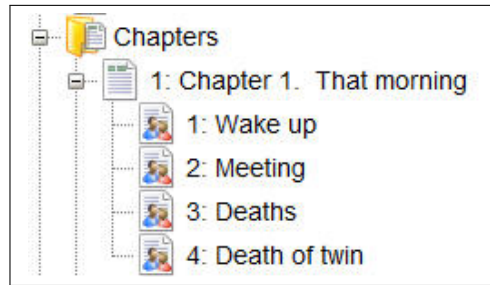 Chapters
1: Chapter 1.  That morning
1: Wake up
2: Meeting
3: Deaths
4: Death of twin